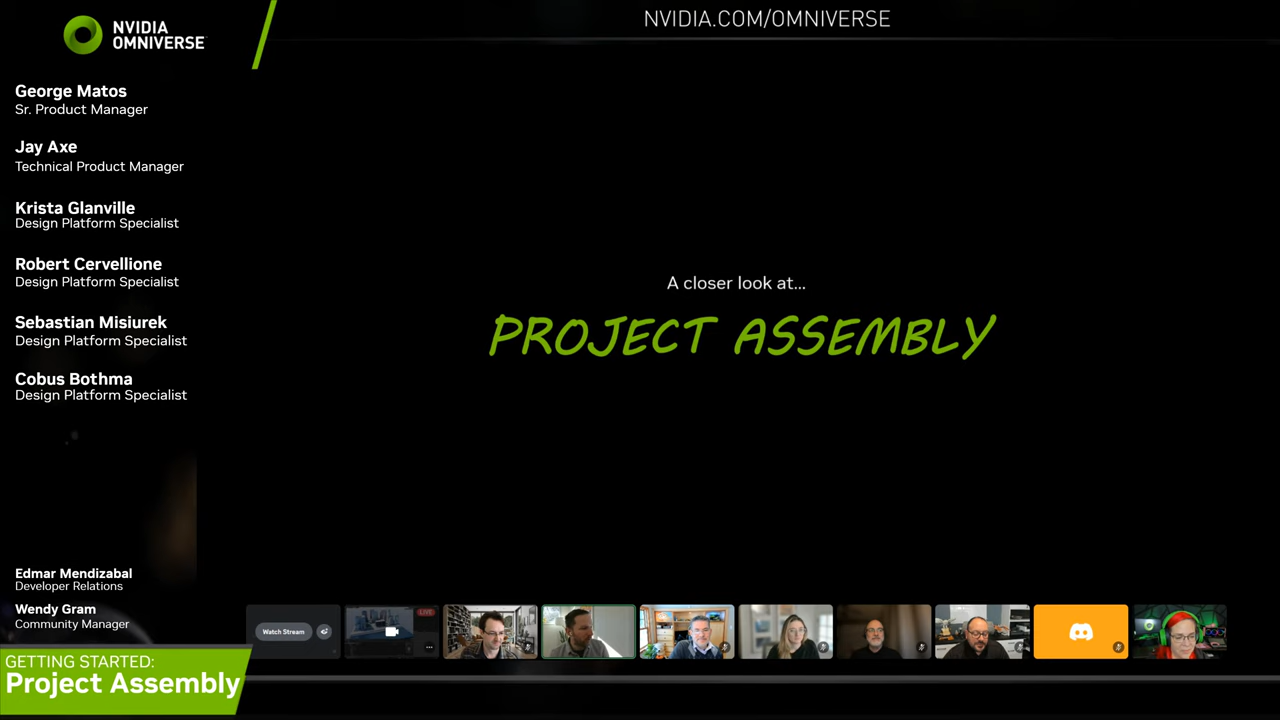 NVIDIA
OMNIVERSE
NVIDIA.COM/OMNIVERSE
George Matos
Sr. Product Manager
Jay Axe
Technical Product Manager
Krista Glanville
Design Platform Specialist
Robert Cervellione
Design Platform Specialist
Sebastian Misiurek
Design Platform Specialist
Cobus Bothma
Design Platform Specialist
A closer look at...
PROJECT ASSEMBLY
Edmar Mendizabal
Developer Relations
Wendy Gram
Community Manager
Watch Stream
LIVE
GETTING STARTED:
Project Assembly